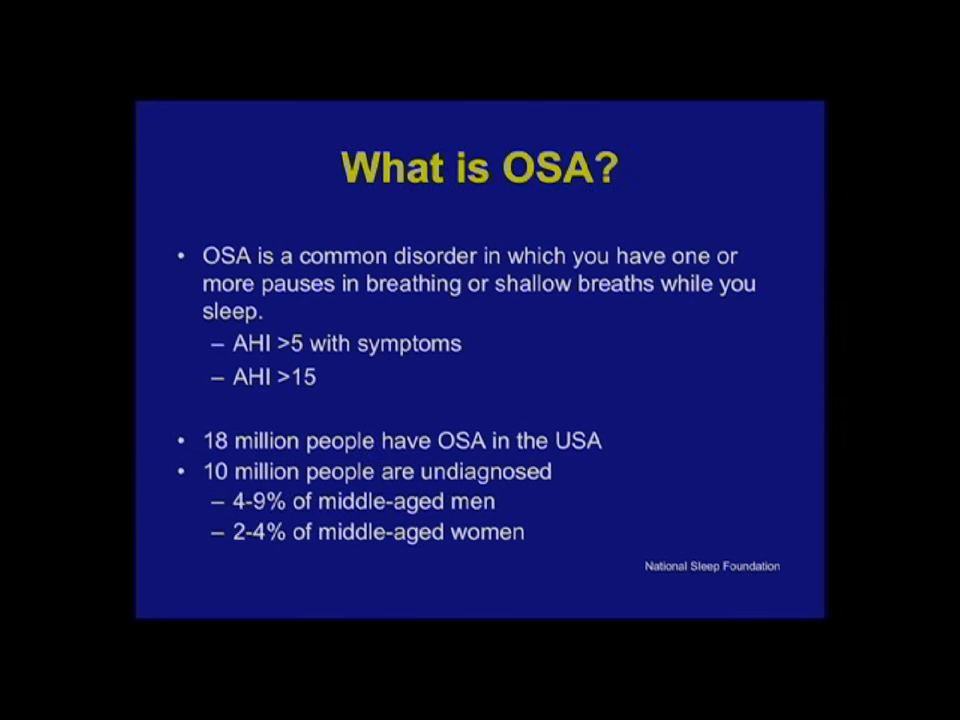 What is OSA?
• OSA is a common disorder in which you have one or
more pauses in breathing or shallow breaths while you
sleep.
– AHI >5 with symptoms
– AHI >15
• 18 million people have OSA in the USA
• 10 million people are undiagnosed
– 4-9% of middle-aged men
– 2-4% of middle-aged women
National Sleep Foundation